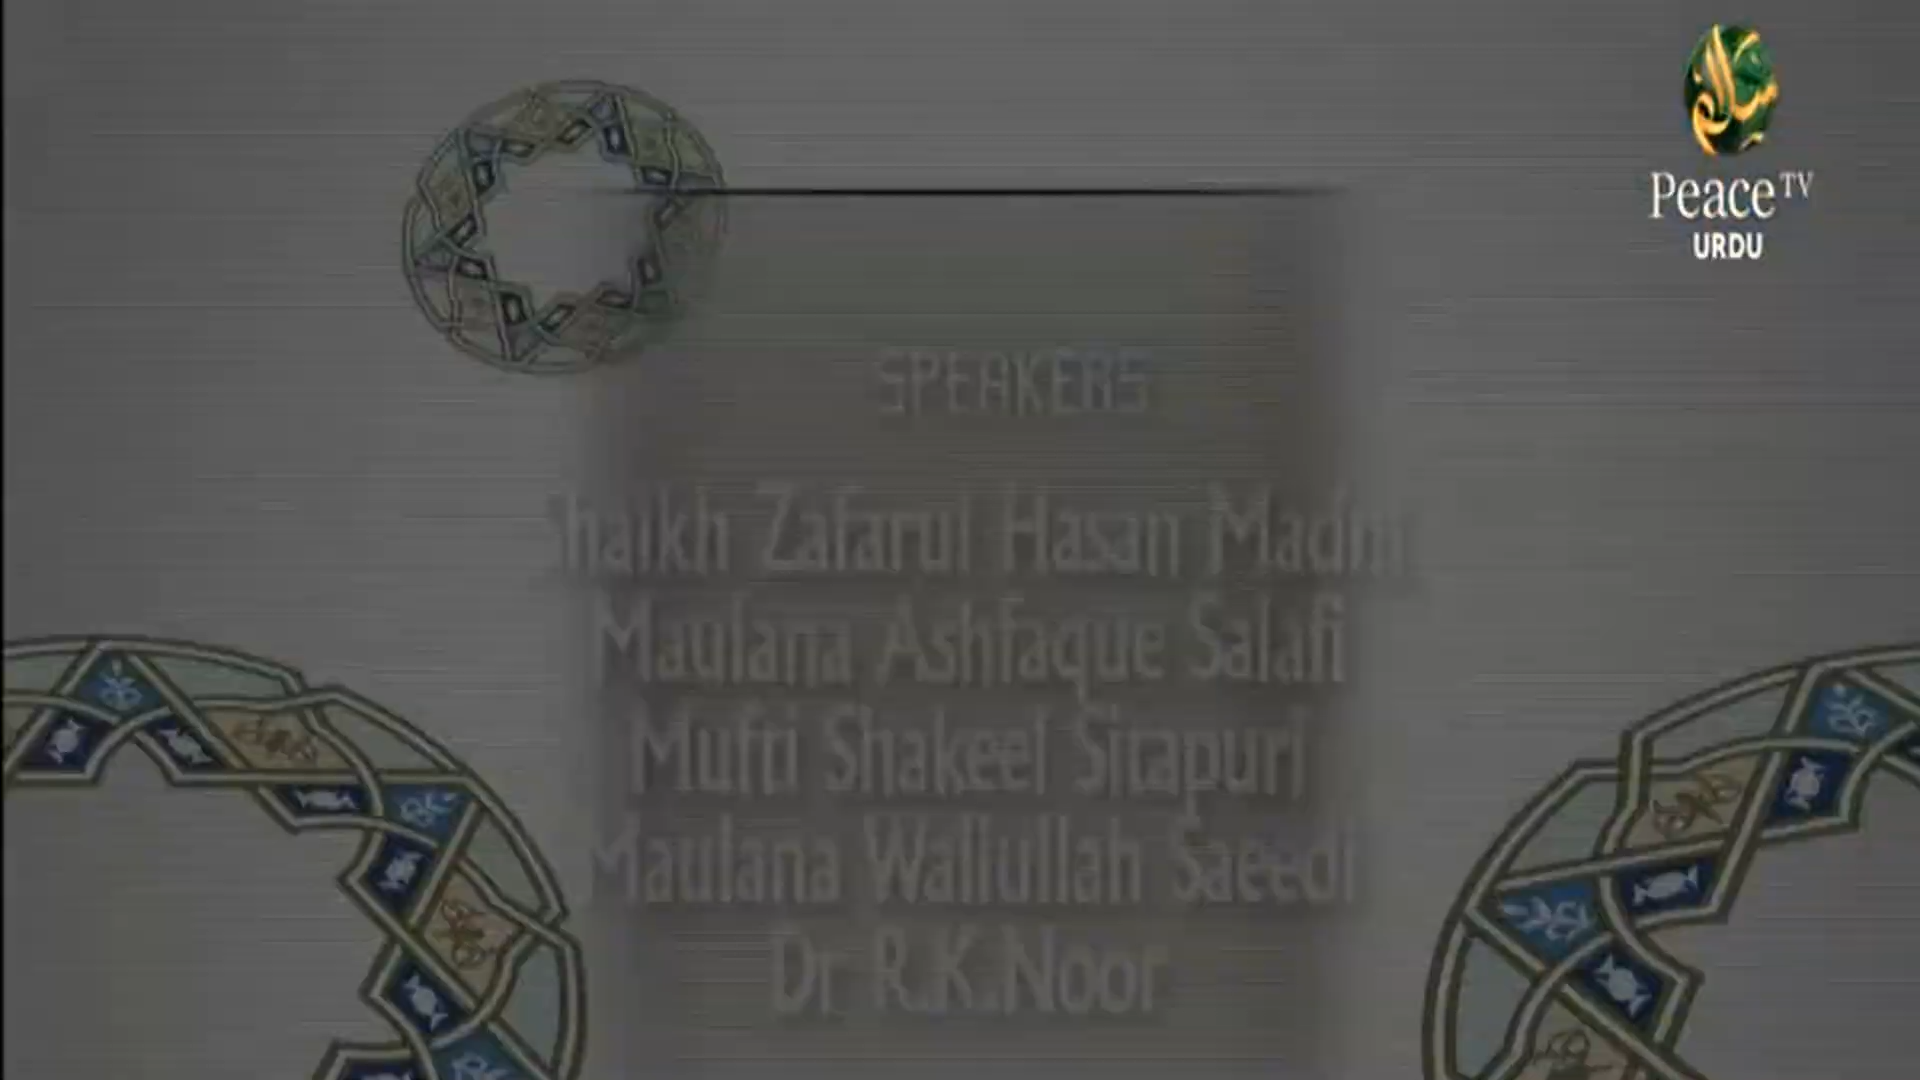 سلام
Peace TV
URDU
SPEAKERS
Shaikh Zafarul Hasan Madni
Maulana Ashfaque Salafi
Mufti Shakeel Sitapuri
Maulana Waliullah Saeedi
Dr R.K.Noor